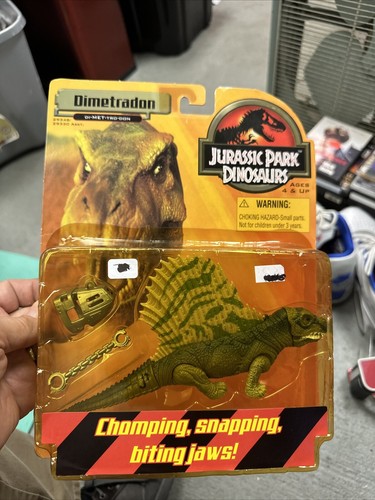 Dimetradon
DI-MET-TRO-DON
JURASSIC PARK
DINOSAURS
AGES
4 & UP
WARNING:
CHOKING HAZARD-Small parts.
Not for children under 3 years.
Chomping, snapping,
biting jaws!